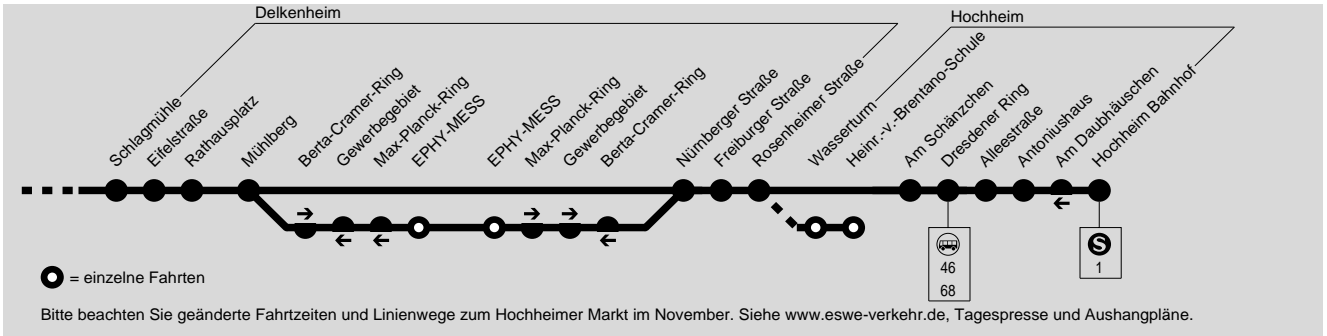 Delkenheim
Hochheim
Schlagmühle
Eifelstraße
Rathausplatz
Mühlberg
Berta-Cramer-Ring
Gewerbegebiet
Max-Planck-Ring
EPHY-MESS
EPHY-MESS
Max-Planck-Ring
Gewerbegebiet
Berta-Cramer-Ring
Nürnberger Straße
Freiburger Straße
Rosenheimer Straße
Wasserturm
Heinr.-v.-Brentano-Schule
Am Schänzchen
Dresdener Ring
Alleestraße
Antoniushaus
Am Daubhäuschen
Hochheim Bahnhof
46
68
S
1
= einzelne Fahrten
Bitte beachten Sie geänderte Fahrtzeiten und Linienwege zum Hochheimer Markt im November. Siehe www.eswe-verkehr.de, Tagespresse und Aushangpläne.